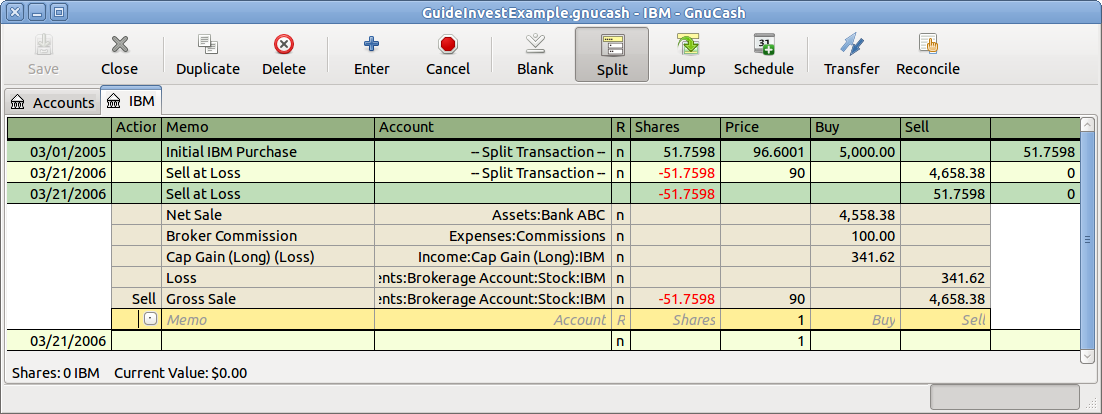 GuideInvestExample.gnucash - IBM - GnuCash
Save Close Duplicate Delete Enter Cancel Blank Split Jump Schedule Transfer Reconcile
Accounts IBM
Action Memo Account R Shares Price Buy Sell
03/01/2005 Initial IBM Purchase -- Split Transaction -- n 51.7598 96.6001 5,000.00 51.7598
03/21/2006 Sell at Loss -- Split Transaction -- n -51.7598 90 4,658.38 0
03/21/2006 Sell at Loss -51.7598 51.7598 0
Net Sale Assets:Bank ABC n 4,558.38
Broker Commission Expenses:Commissions n 100.00
Cap Gain (Long) (Loss) Income:Cap Gain (Long):IBM n 341.62
Loss ents:Brokerage Account:Stock:IBM n 341.62
Sell Gross Sale ents:Brokerage Account:Stock:IBM n -51.7598 90 4,658.38
Memo Account R Shares 1 Buy Sell
03/21/2006 n 1
Shares: 0 IBM Current Value: $0.00